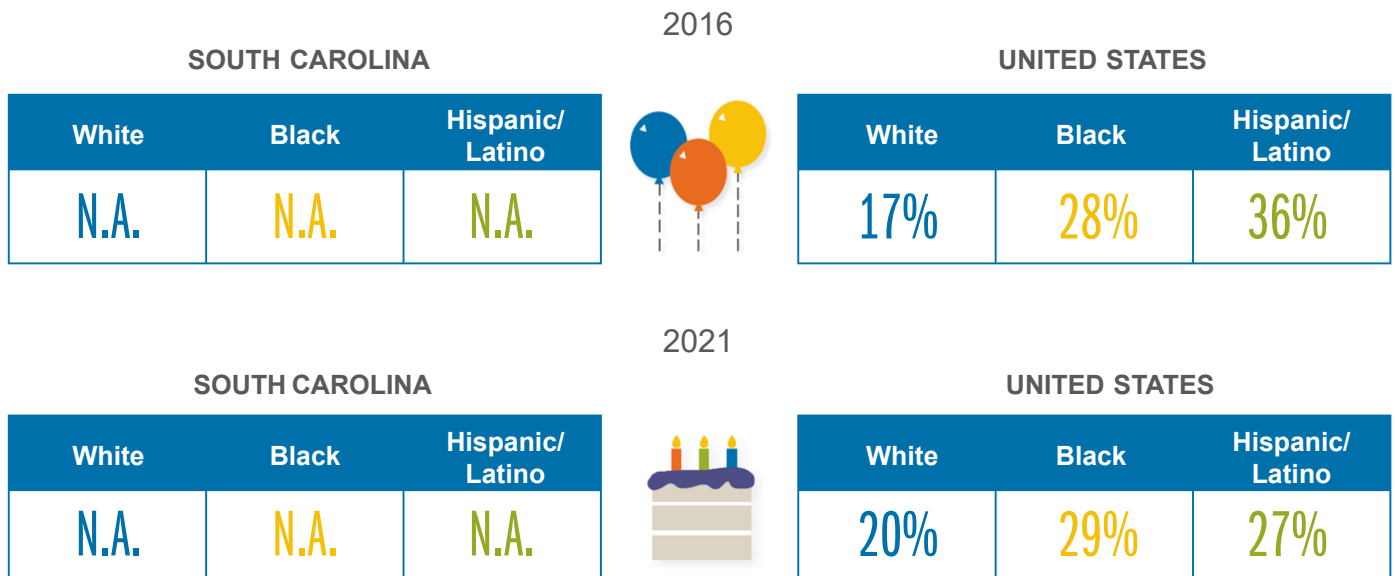 2016
SOUTH CAROLINA
White
Black
Hispanic/
Latino
N.A.
N.A.
N.A.
UNITED STATES
White
Black
Hispanic/
Latino
17%
28%
36%
2021
SOUTH CAROLINA
White
Black
Hispanic/
Latino
N.A.
N.A.
N.A.
UNITED STATES
White
Black
Hispanic/
Latino
20%
29%
27%